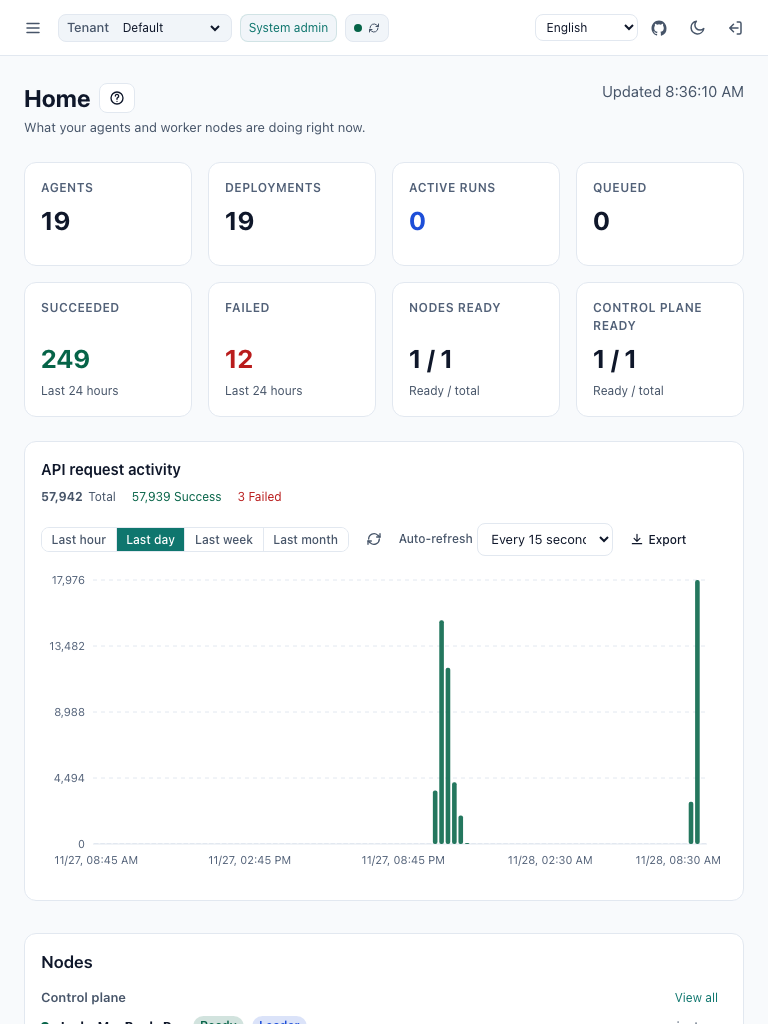 Tenant Default System admin English
Home
Updated 8:36:10 AM
What your agents and worker nodes are doing right now.
AGENTS DEPLOYMENTS ACTIVE RUNS QUEUED
19 19 0 0
SUCCEEDED FAILED NODES READY CONTROL PLANE READY
249 12 1 / 1 1 / 1
Last 24 hours Last 24 hours Ready / total Ready / total
API request activity
57,942 Total 57,939 Success 3 Failed
Last hour Last day Last week Last month Auto-refresh Every 15 Export
17,976
13,482
8,988
4,494
0
11/27, 08:45 AM 11/27, 02:45 PM 11/27, 08:45 PM 11/28, 02:30 AM 11/28, 08:30 AM
Nodes
Control plane View all